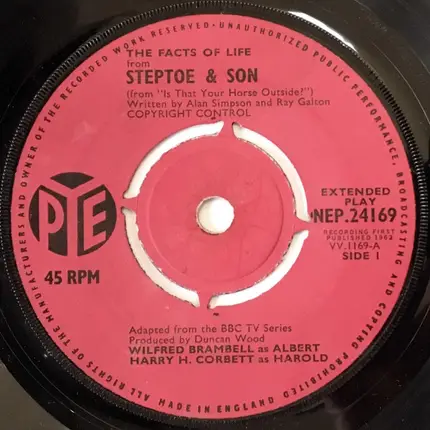 ALL RIGHTS OF THE MANUFACTURERS AND OWNER OF THE RECORDED WORK RESERVED · UNAUTHORIZED PUBLIC PERFORMANCE, BROADCASTING AND COPYING PROHIBITED
THE FACTS OF LIFE
from
STEPTOE & SON
(from "Is That Your Horse Outside?")
Written by Alan Simpson and Ray Galton
COPYRIGHT CONTROL
PYE
EXTENDED
PLAY
NEP.24169
RECORDING FIRST
PUBLISHED 1962
VV.1169-A
SIDE 1
45 RPM
Adapted from the BBC TV Series
Produced by Duncan Wood
WILFRED BRAMBELL as ALBERT
HARRY H. CORBETT as HAROLD
MADE IN ENGLAND